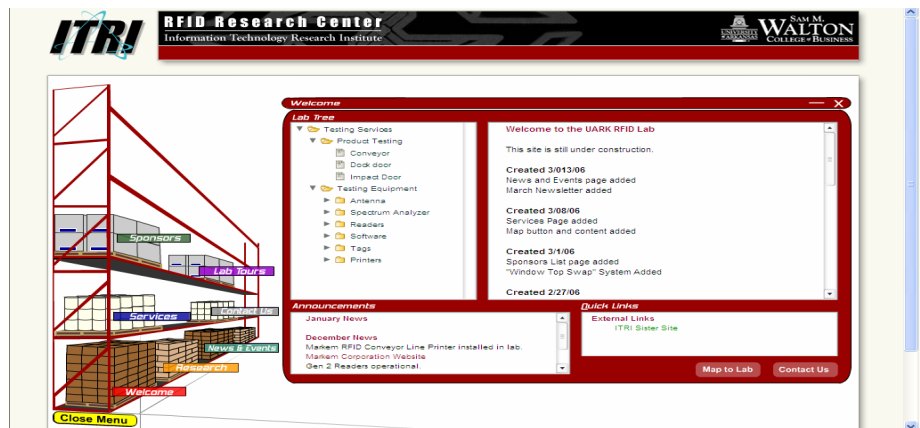 ITRI
RFID Research Center
Information Technology Research Institute
UNIVERSITY
ARKANSAS
SAM M.
WALTON
COLLEGE of BUSINESS
Sponsors
Lab Tours
Services
Contact Us
News & Events
Research
Welcome
Close Menu
Welcome
Lab Tree
Testing Services
Product Testing
Conveyor
Dock door
Impact Door
Testing Equipment
Antenna
Spectrum Analyzer
Readers
Software
Tags
Printers
Welcome to the UARK RFID Lab
This site is still under construction.
Created 3/013/06
News and Events page added
March Newsletter added
Created 3/08/06
Services Page added
Map button and content added
Created 3/1/06
Sponsors List page added
"Window Top Swap" System Added
Created 2/27/06
Announcements
January News
December News
Markem RFID Conveyor Line Printer installed in lab.
Markem Corporation Website
Gen 2 Readers operational.
Quick Links
External Links
ITRI Sister Site
Map to Lab
Contact Us